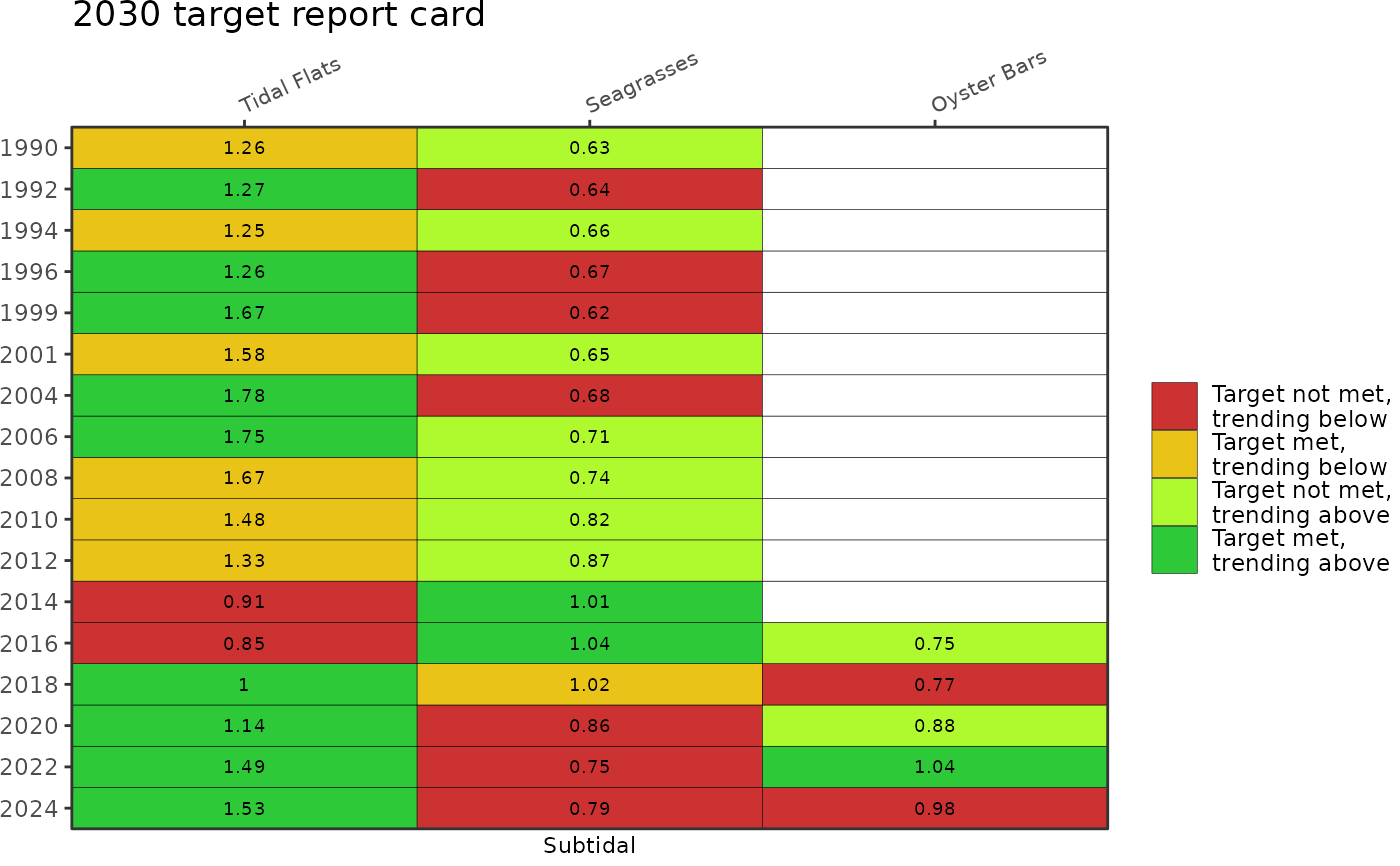 2030 target report card
Tidal Flats Seagrasses Oyster Bars
1990 1.26 0.63
1992 1.27 0.64
1994 1.25 0.66
1996 1.26 0.67
1999 1.67 0.62
2001 1.58 0.65
2004 1.78 0.68
2006 1.75 0.71
2008 1.67 0.74
2010 1.48 0.82
2012 1.33 0.87
2014 0.91 1.01
2016 0.85 1.04 0.75
2018 1 1.02 0.77
2020 1.14 0.86 0.88
2022 1.49 0.75 1.04
2024 1.53 0.79 0.98
Subtidal
Target not met,
trending below
Target met,
trending below
Target not met,
trending above
Target met,
trending above